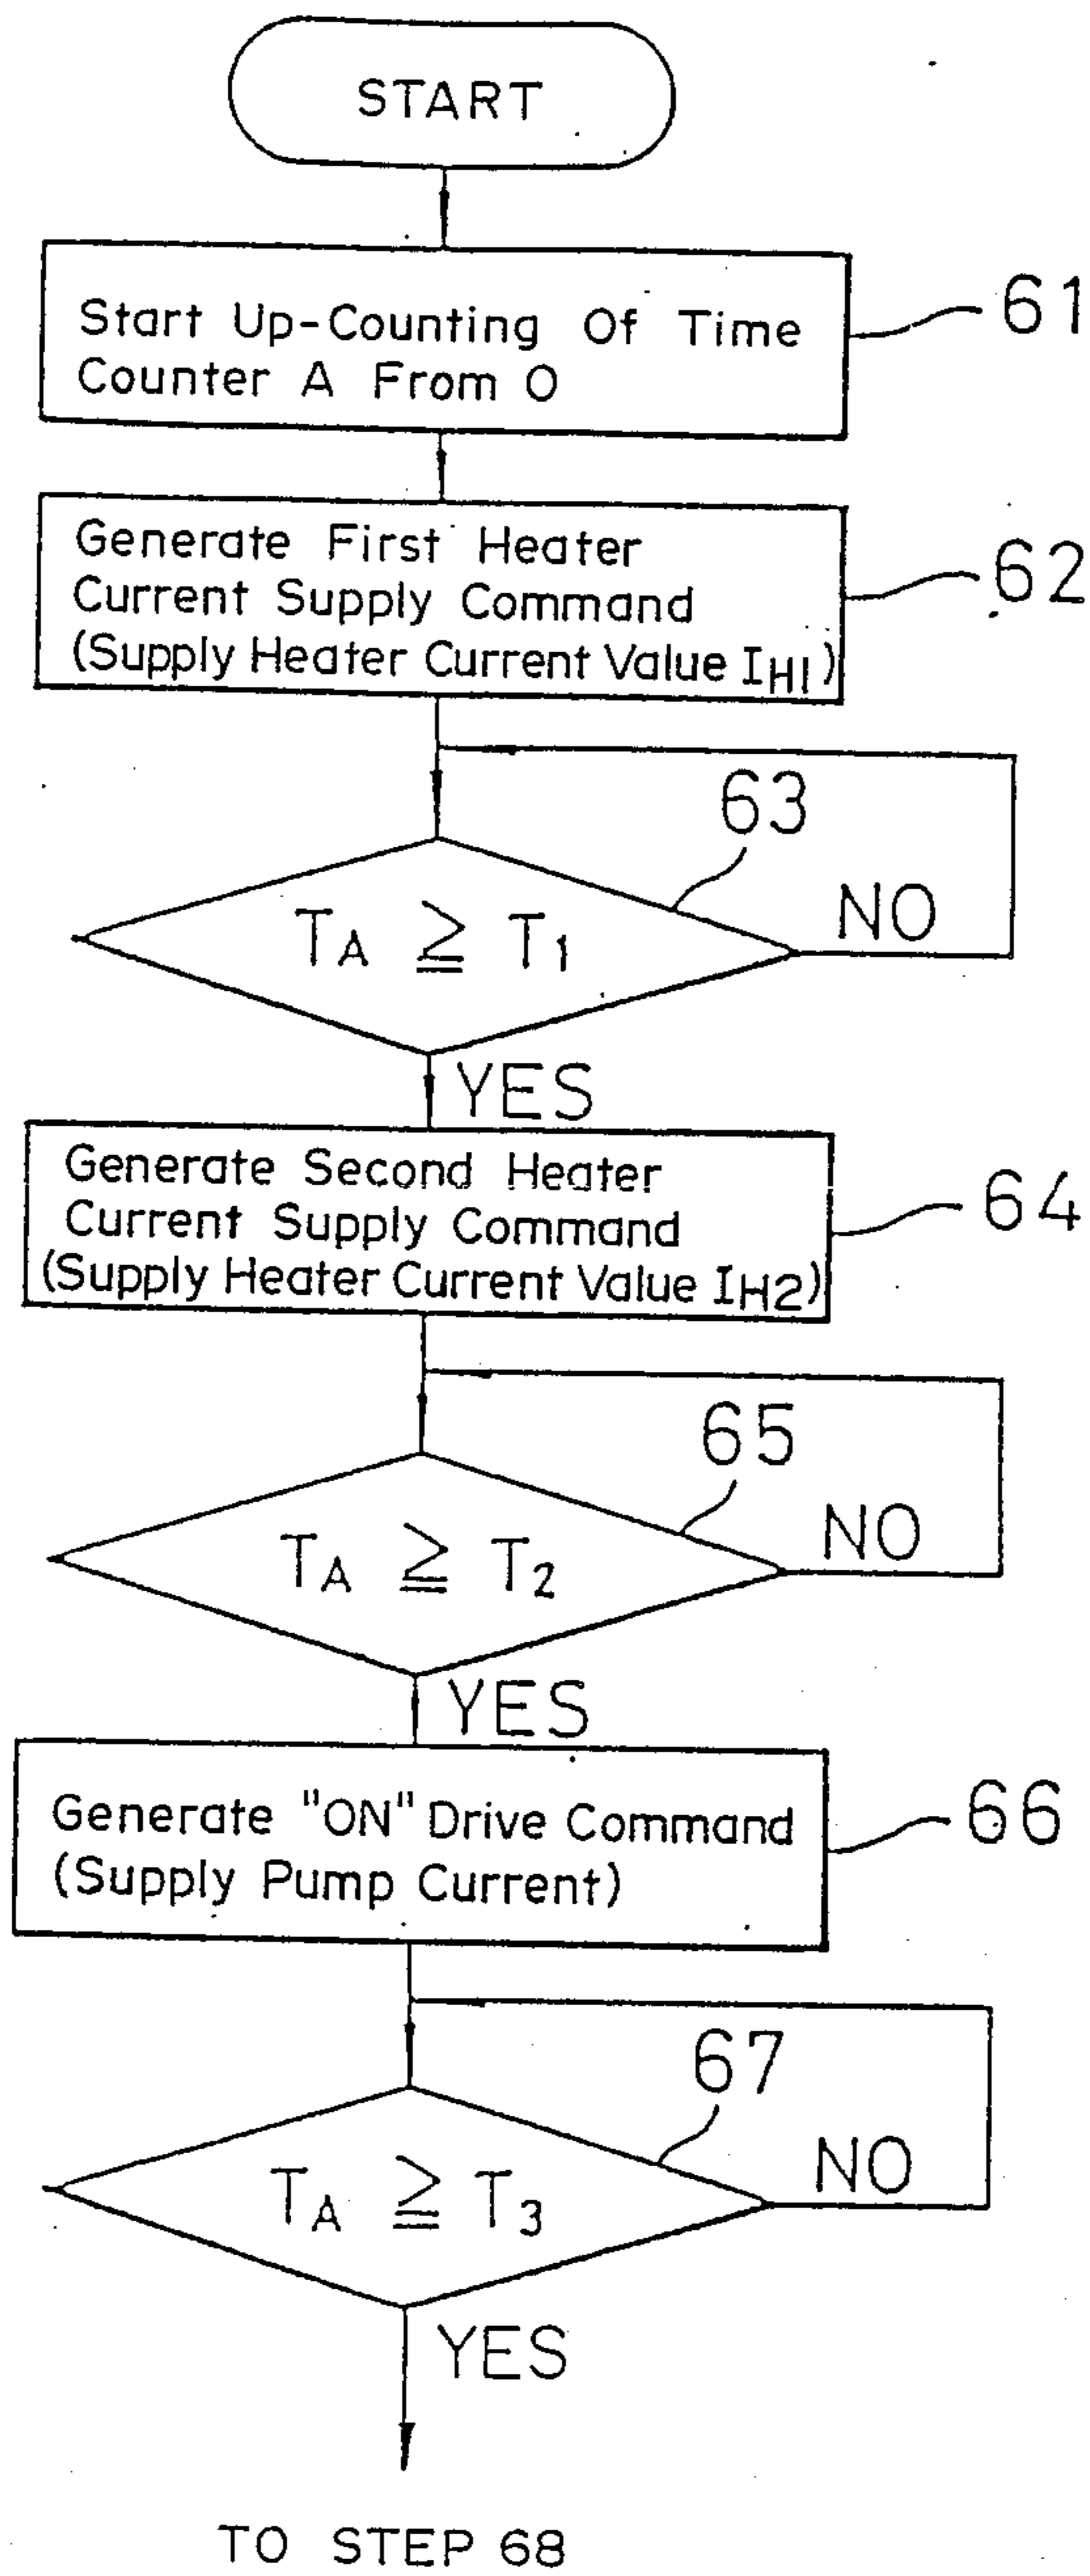 START
Start Up-Counting Of Time
Counter A From 0
61
Generate First Heater
Current Supply Command
(Supply Heater Current Value IH1)
62
63
TA ≧ T1
NO
YES
Generate Second Heater
Current Supply Command
(Supply Heater Current Value IH2)
64
65
TA ≧ T2
NO
YES
Generate "ON" Drive Command
(Supply Pump Current)
66
67
TA ≧ T3
NO
YES
TO STEP 68